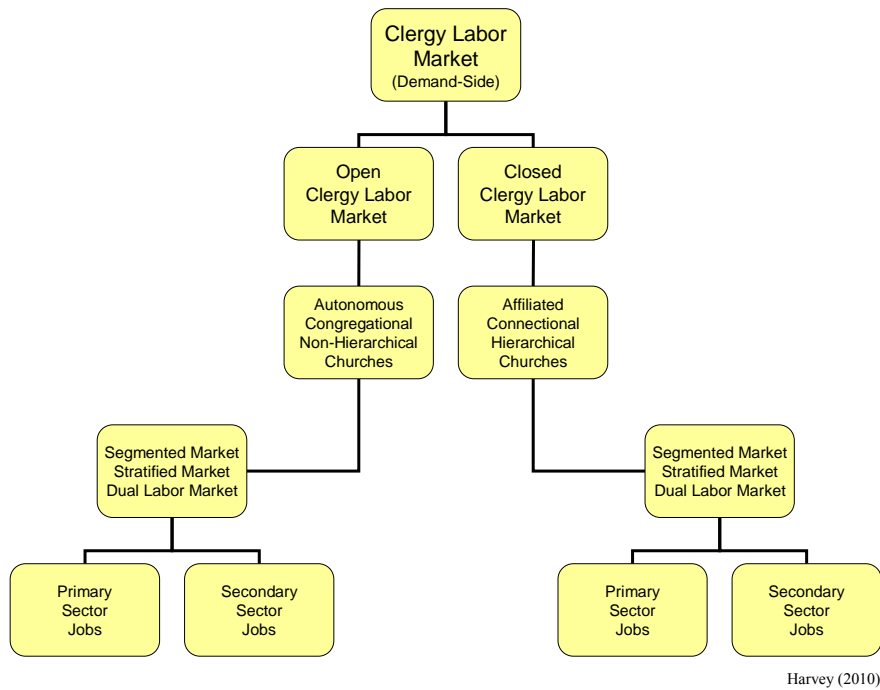 Clergy Labor
Market
(Demand-Side)
Open
Clergy Labor
Market
Closed
Clergy Labor
Market
Autonomous
Congregational
Non-Hierarchical
Churches
Affiliated
Connectional
Hierarchical
Churches
Segmented Market
Stratified Market
Dual Labor Market
Segmented Market
Stratified Market
Dual Labor Market
Primary
Sector
Jobs
Secondary
Sector
Jobs
Primary
Sector
Jobs
Secondary
Sector
Jobs
Harvey (2010)